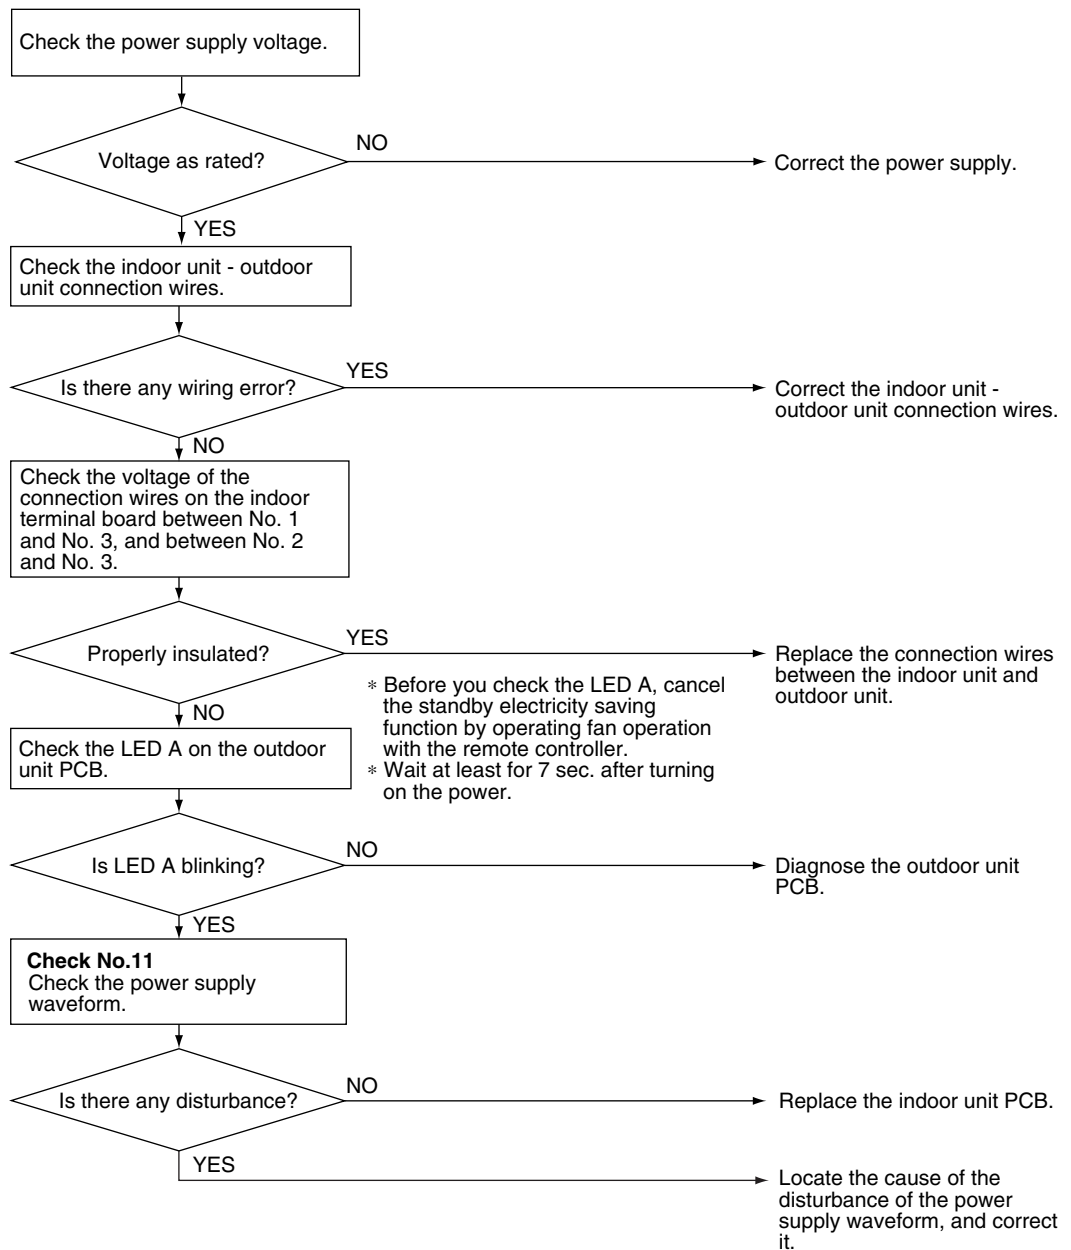 Check the power supply voltage.
Voltage as rated?
NO
Correct the power supply.
YES
Check the indoor unit - outdoor
unit connection wires.
Is there any wiring error?
YES
Correct the indoor unit -
outdoor unit connection wires.
NO
Check the voltage of the
connection wires on the indoor
terminal board between No. 1
and No. 3, and between No. 2
and No. 3.
Properly insulated?
YES
Replace the connection wires
between the indoor unit and
outdoor unit.
NO
* Before you check the LED A, cancel
the standby electricity saving
function by operating fan operation
with the remote controller.
* Wait at least for 7 sec. after turning
on the power.
Check the LED A on the outdoor
unit PCB.
Is LED A blinking?
NO
Diagnose the outdoor unit
PCB.
YES
Check No.11
Check the power supply
waveform.
Is there any disturbance?
NO
Replace the indoor unit PCB.
YES
Locate the cause of the
disturbance of the power
supply waveform, and correct
it.